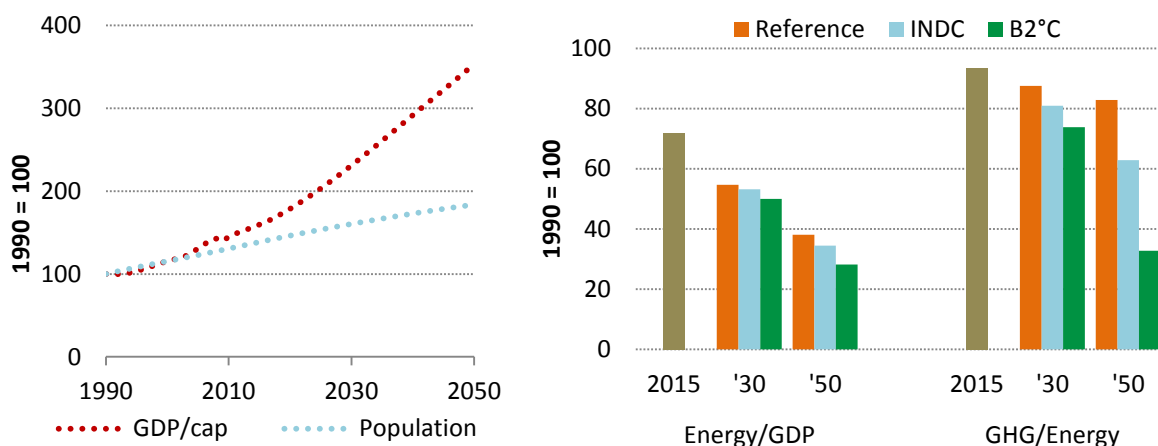 1990 = 100
400
300
200
100
0
1990 2010 2030 2050
GDP/cap Population
Reference INDC B2°C
1990 = 100
100
80
60
40
20
0
2015 '30 '50 2015 '30 '50
Energy/GDP GHG/Energy